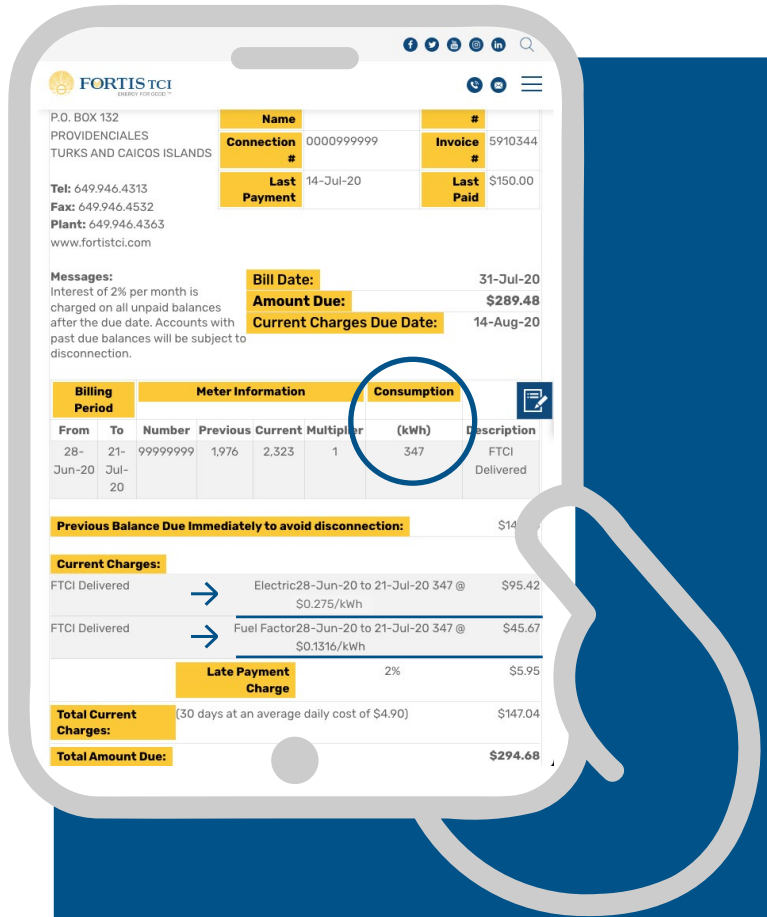 FORTIS TCI
ENERGY FOR GOOD ™
P.O. BOX 132
PROVIDENCIALES
TURKS AND CAICOS ISLANDS
Tel: 649.946.4313
Fax: 649.946.4532
Plant: 649.946.4363
www.fortistci.com
Name #
Connection # 0000999999 Invoice # 5910344
Last Payment 14-Jul-20 Last Paid $150.00
Messages:
Interest of 2% per month is
charged on all unpaid balances
after the due date. Accounts with
past due balances will be subject to
disconnection.
Bill Date: 31-Jul-20
Amount Due: $289.48
Current Charges Due Date: 14-Aug-20
Billing Period Meter Information Consumption
From To Number Previous Current Multiplier (kWh) Description
28-Jun-20 21-Jul-20 99999999 1,976 2,323 1 347 FTCI Delivered
Previous Balance Due Immediately to avoid disconnection:
Current Charges:
FTCI Delivered Electric28-Jun-20 to 21-Jul-20 347 @ $95.42
$0.275/kWh
FTCI Delivered Fuel Factor28-Jun-20 to 21-Jul-20 347 @ $45.67
$0.1316/kWh
Late Payment Charge 2% $5.95
Total Current Charges: (30 days at an average daily cost of $4.90) $147.04
Total Amount Due: $294.68